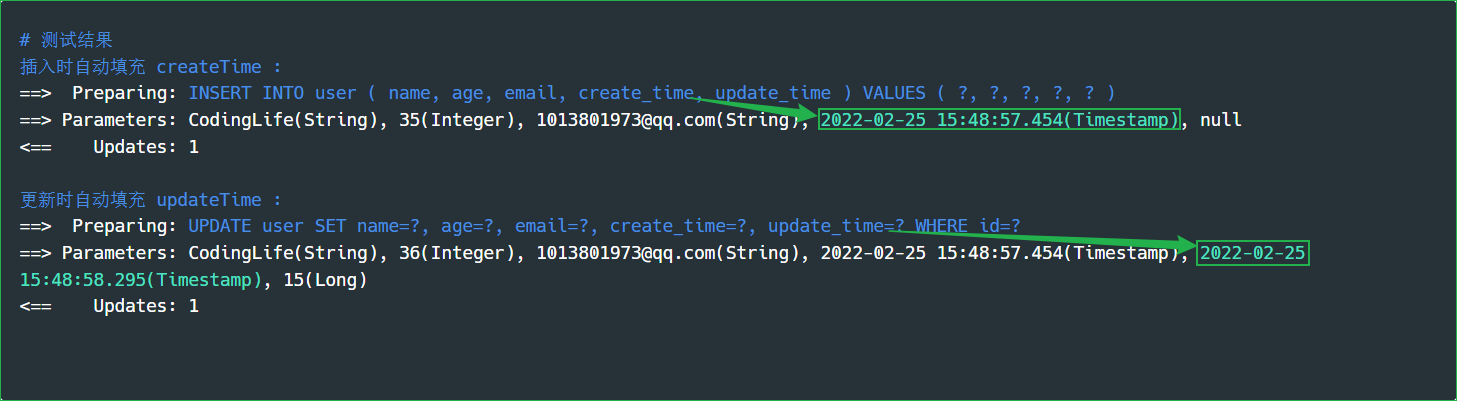 # 测试结果
插入时自动填充 createTime :
==>  Preparing: INSERT INTO user ( name, age, email, create_time, update_time ) VALUES ( ?, ?, ?, ?, ? )
==> Parameters: CodingLife(String), 35(Integer), 1013801973@qq.com(String), 2022-02-25 15:48:57.454(Timestamp), null
<==    Updates: 1
更新时自动填充 updateTime :
==>  Preparing: UPDATE user SET name=?, age=?, email=?, create_time=?, update_time=? WHERE id=?
==> Parameters: CodingLife(String), 36(Integer), 1013801973@qq.com(String), 2022-02-25 15:48:57.454(Timestamp), 2022-02-25
15:48:58.295(Timestamp), 15(Long)
<==    Updates: 1